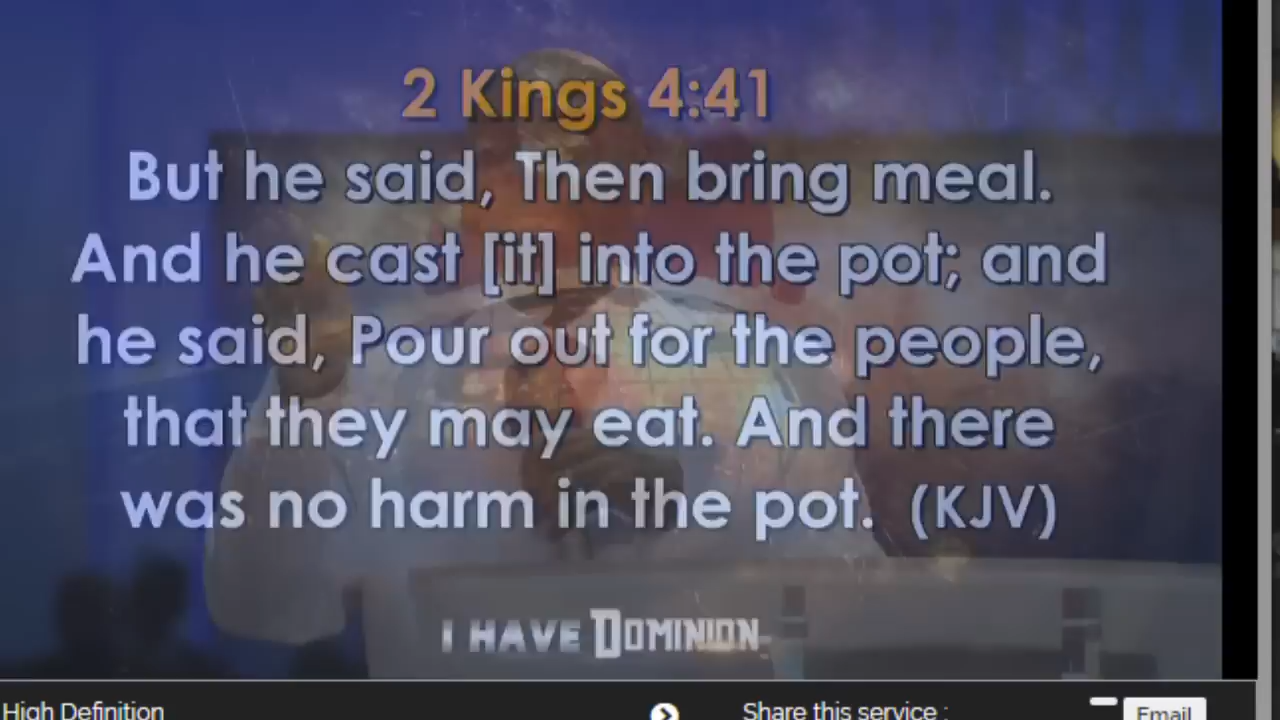 2 Kings 4:41
But he said, Then bring meal.
And he cast [it] into the pot; and
he said, Pour out for the people,
that they may eat. And there
was no harm in the pot. (KJV)
I HAVE DOMINION
High Definition
Share this service :
Email